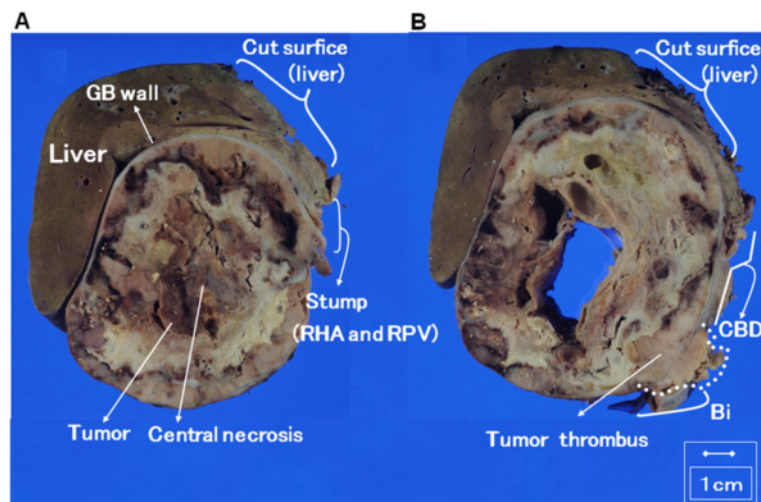 A
Cut surfice
(liver)
GB wall
Liver
Stump
(RHA and RPV)
Tumor
Central necrosis
B
Cut surfice
(liver)
CBD
Bi
Tumor thrombus
1cm